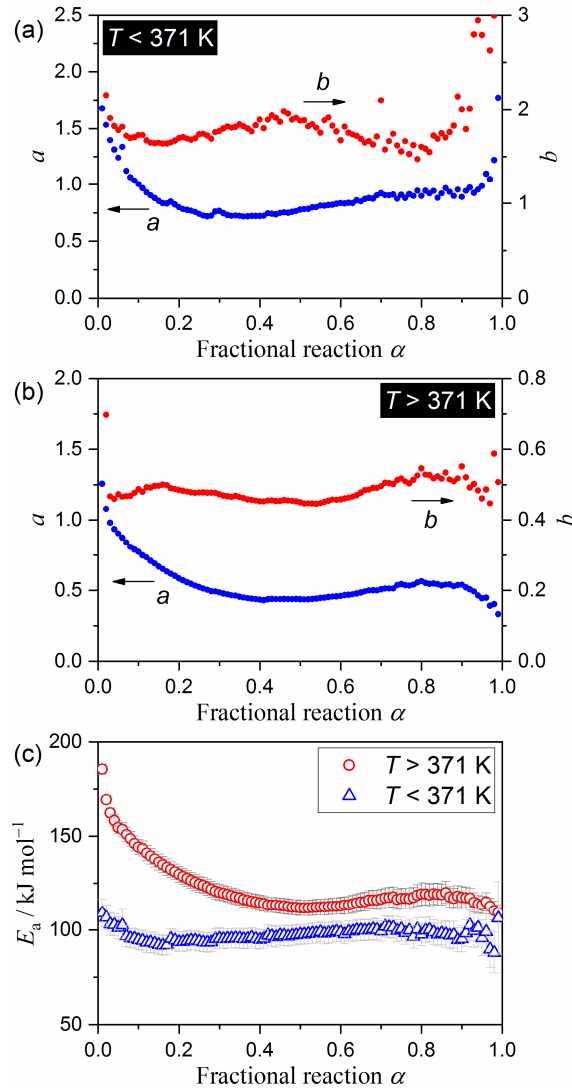 (a)
T < 371 K
2.5
2.0
1.5
1.0
0.5
0.0
a
3
2
1
0
b
b
a
0.0 0.2 0.4 0.6 0.8 1.0
Fractional reaction α
(b)
T > 371 K
2.0
1.5
1.0
0.5
0.0
a
0.8
0.6
0.4
0.2
0.0
b
b
a
0.0 0.2 0.4 0.6 0.8 1.0
Fractional reaction α
(c)
200
150
100
50
Eₐ / kJ mol⁻¹
T > 371 K
T < 371 K
0.0 0.2 0.4 0.6 0.8 1.0
Fractional reaction α